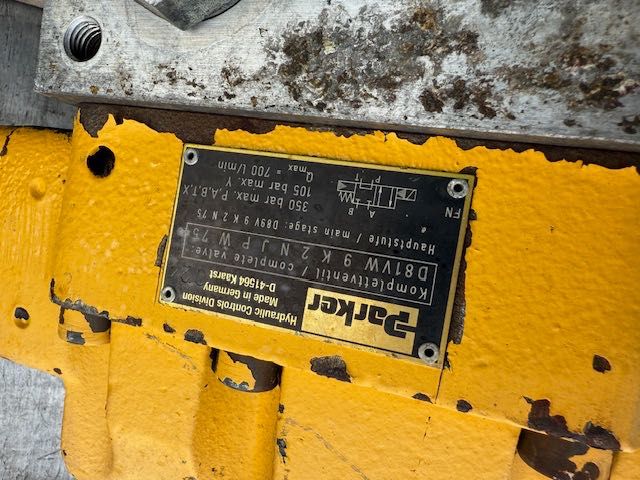 Parker
Hydraulic Controls Division
Made in Germany
D-41564 Kaarst
Komplettventil / complete valve:
D81VW 9 K 2 N J P W 75
Hauptstufe / main stage: D89V 9 K 2 N 75
A B
P T
FN
350 bar max. P,A,B,T,X
105 bar max. Y
Qmax = 700 l/min